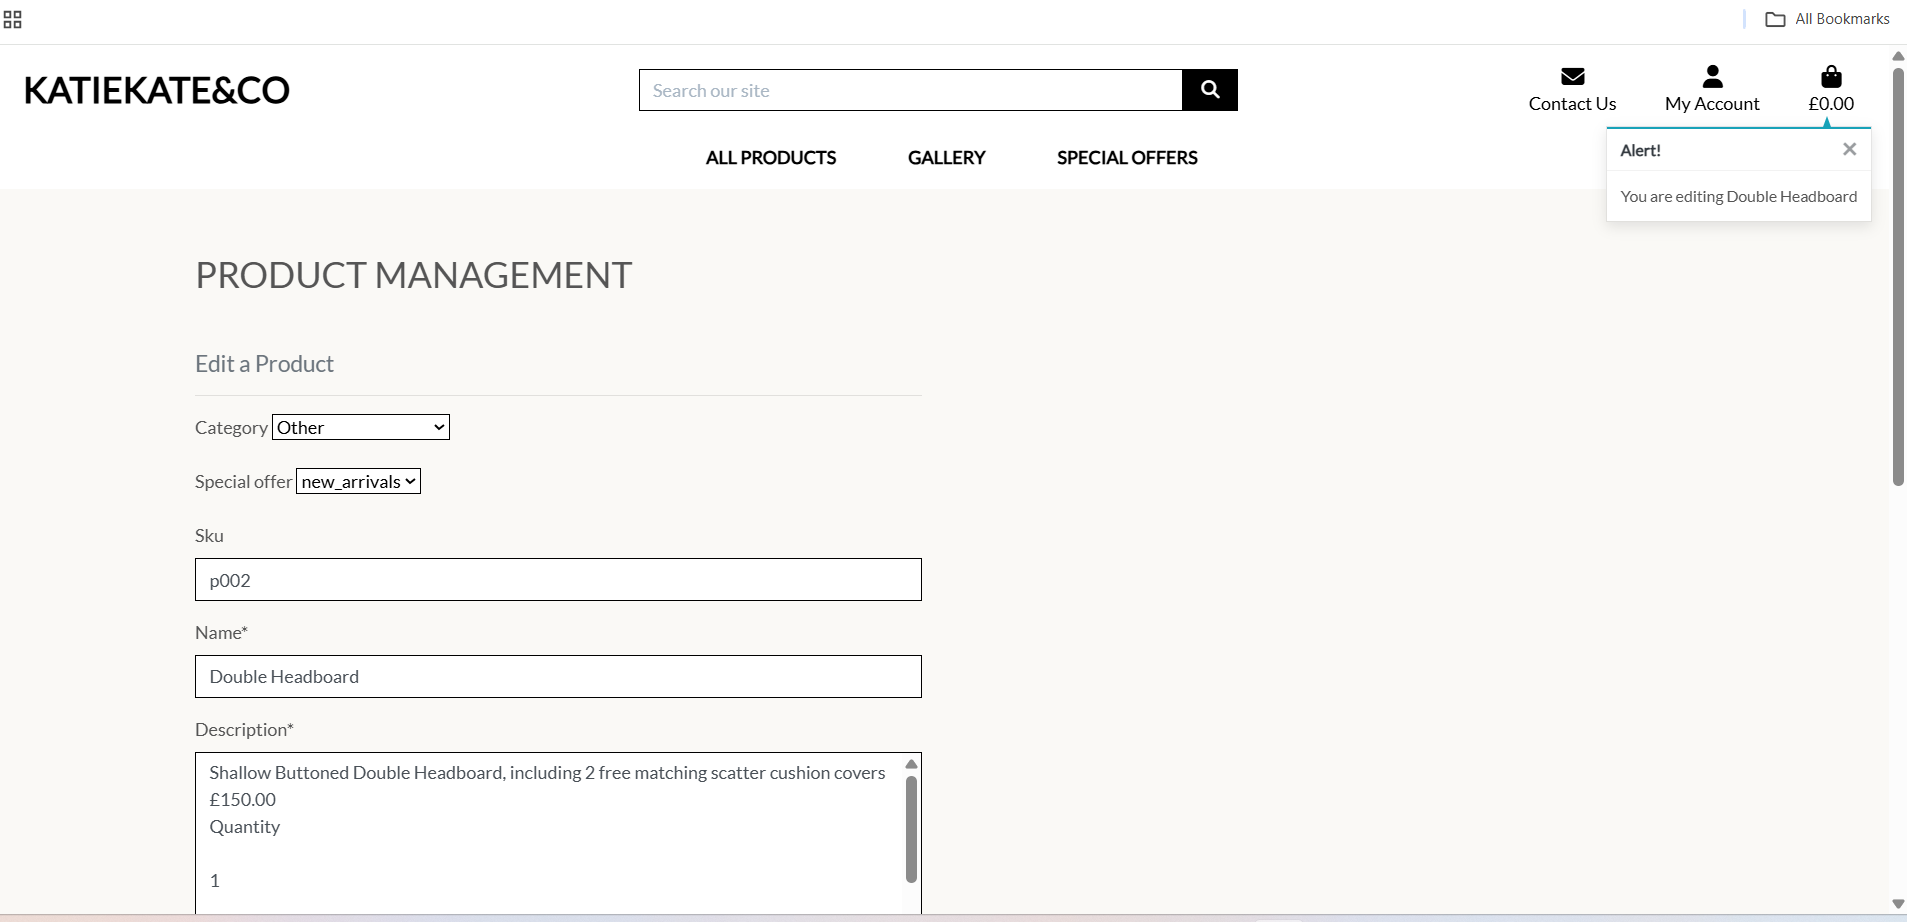 All Bookmarks
KATIEKATE&CO
Search our site
Contact Us
My Account
£0.00
ALL PRODUCTS
GALLERY
SPECIAL OFFERS
Alert!
You are editing Double Headboard
PRODUCT MANAGEMENT
Edit a Product
Category Other
Special offer new_arrivals
Sku
p002
Name*
Double Headboard
Description*
Shallow Buttoned Double Headboard, including 2 free matching scatter cushion covers
£150.00
Quantity
1